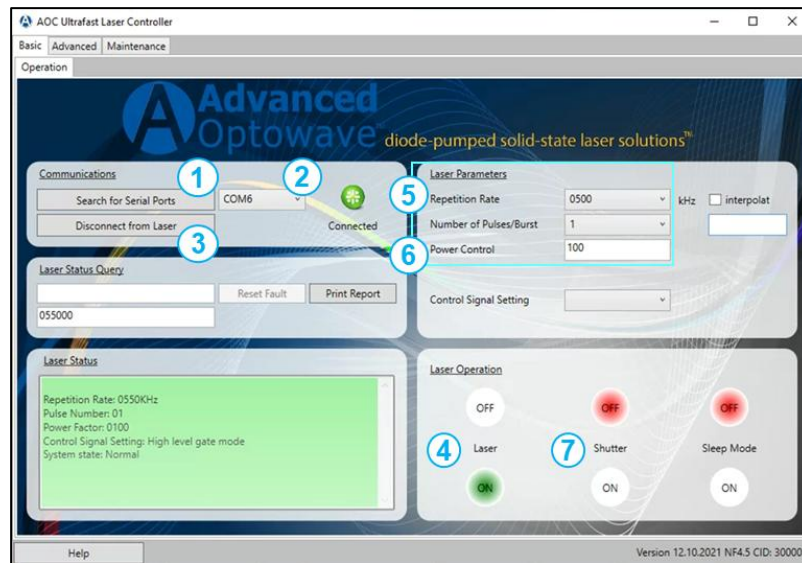 AOC Ultrafast Laser Controller
Basic Advanced Maintenance
Operation
A Advanced
Optowave diode-pumped solid-state laser solutions™
Communications
1 2
Search for Serial Ports COM6
Disconnect from Laser Connected
3
Laser Parameters
5 Repetition Rate 0500 kHz interpolat
Number of Pulses/Burst 1
6 Power Control 100
Control Signal Setting
Laser Status Query
Reset Fault Print Report
055000
Laser Status
Repetition Rate: 0550KHz
Pulse Number: 01
Power Factor: 0100
Control Signal Setting: High level gate mode
System state: Normal
Laser Operation
OFF OFF OFF
4 Laser 7 Shutter Sleep Mode
ON ON ON
Help Version 12.10.2021 NF4.5 CID: 30000